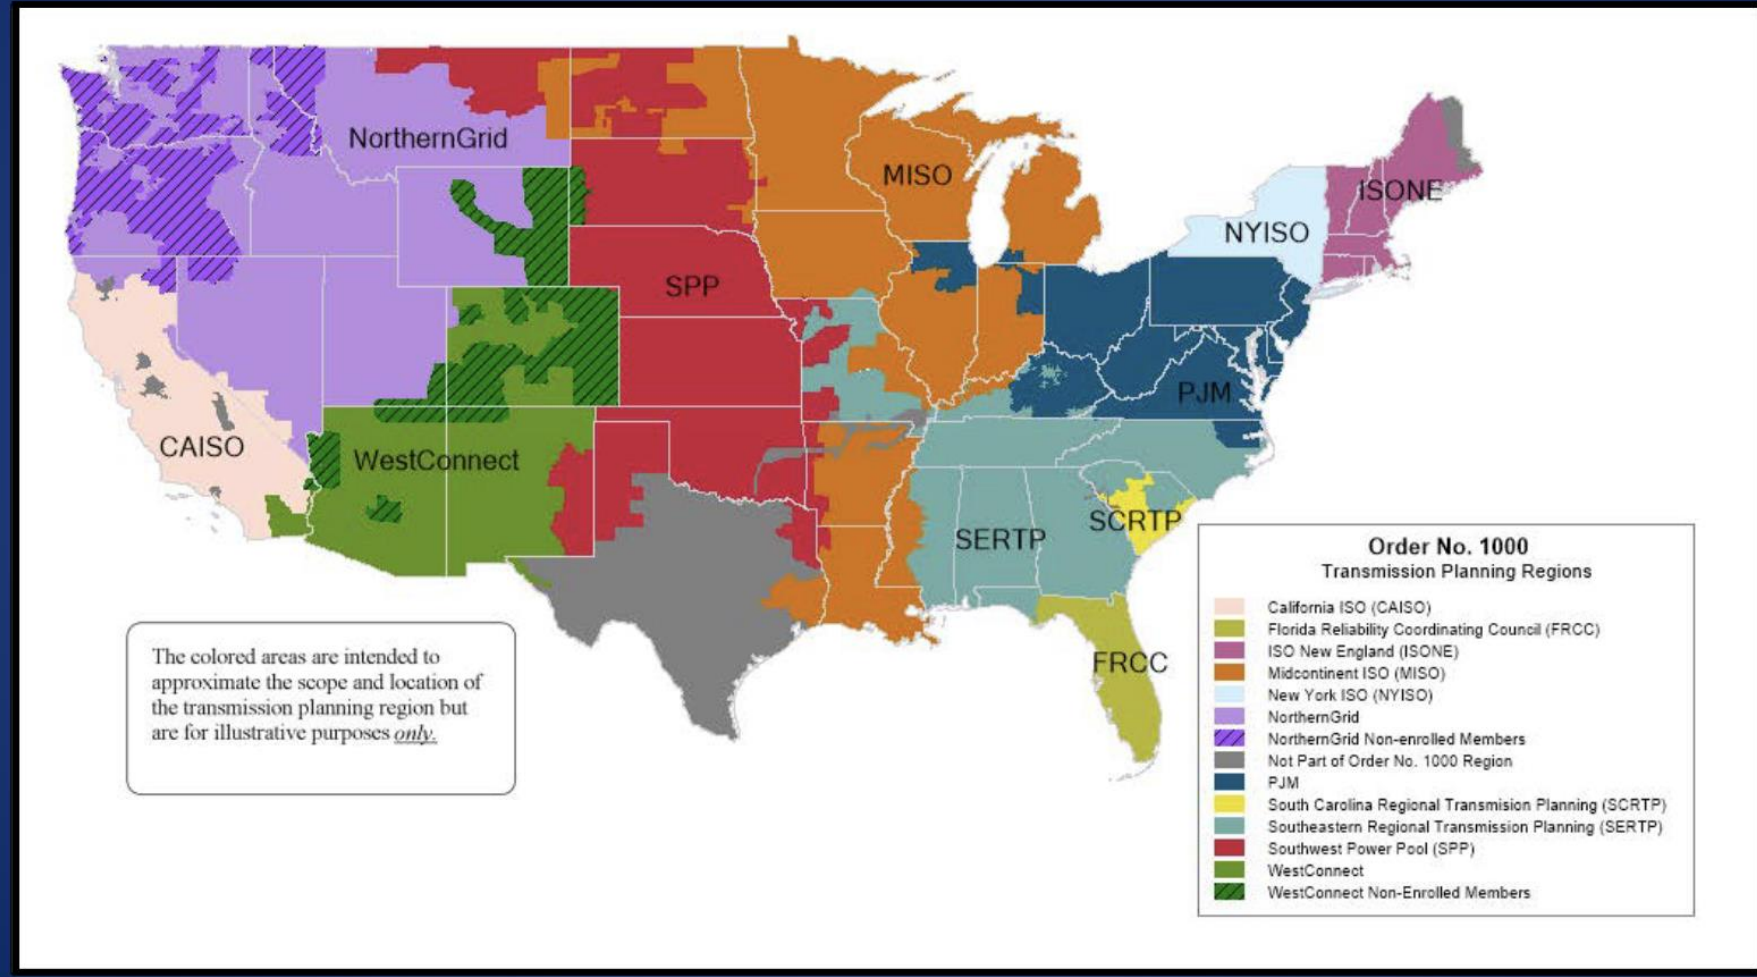 NorthernGrid
MISO
ISONE
NYISO
SPP
PJM
CAISO
WestConnect
SCRTP
SERTP
FRCC
The colored areas are intended to
approximate the scope and location of
the transmission planning region but
are for illustrative purposes only.
Order No. 1000
Transmission Planning Regions
California ISO (CAISO)
Florida Reliability Coordinating Council (FRCC)
ISO New England (ISONE)
Midcontinent ISO (MISO)
New York ISO (NYISO)
NorthernGrid
NorthernGrid Non-enrolled Members
Not Part of Order No. 1000 Region
PJM
South Carolina Regional Transmision Planning (SCRTP)
Southeastern Regional Transmission Planning (SERTP)
Southwest Power Pool (SPP)
WestConnect
WestConnect Non-Enrolled Members